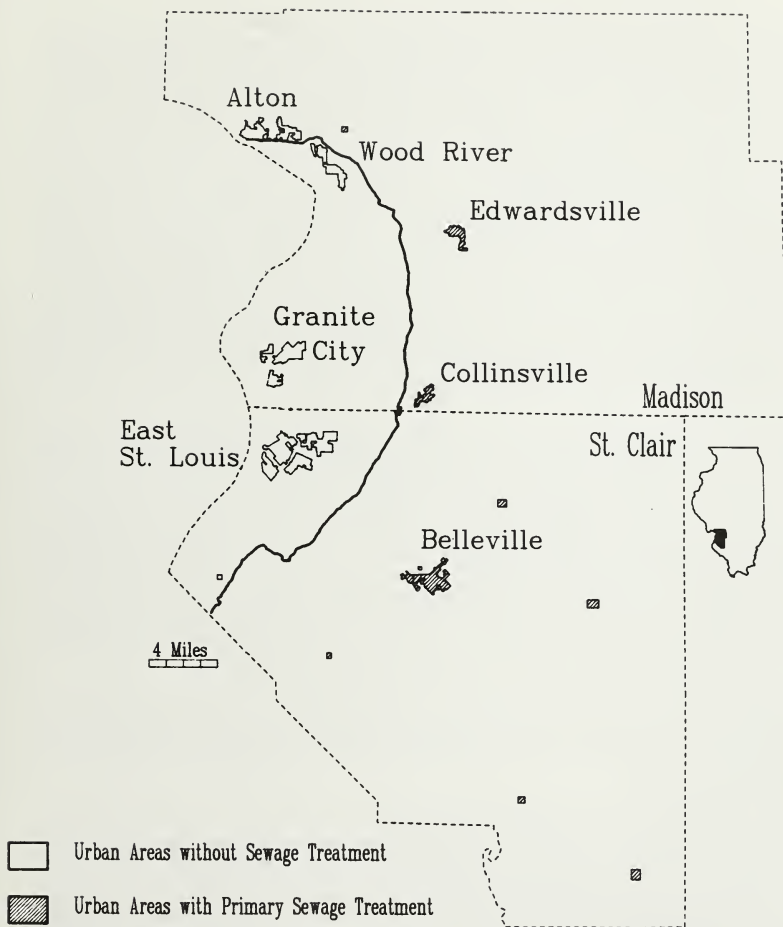 Alton
Wood River
Edwardsville
Granite
City
Collinsville
Madison
East
St. Louis
St. Clair
Belleville
4 Miles
Urban Areas without Sewage Treatment
Urban Areas with Primary Sewage Treatment